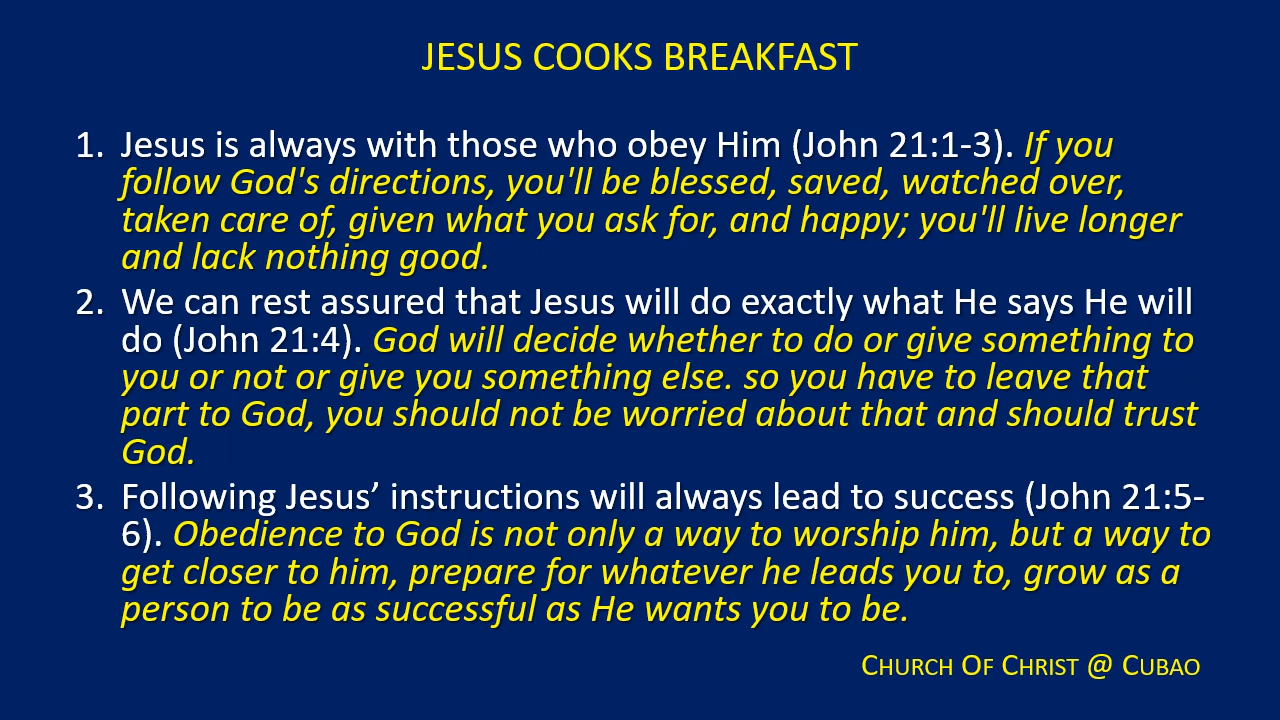 JESUS COOKS BREAKFAST
1. Jesus is always with those who obey Him (John 21:1-3). If you
follow God's directions, you'll be blessed, saved, watched over,
taken care of, given what you ask for, and happy; you'll live longer
and lack nothing good.
2. We can rest assured that Jesus will do exactly what He says He will
do (John 21:4). God will decide whether to do or give something to
you or not or give you something else. so you have to leave that
part to God, you should not be worried about that and should trust
God.
3. Following Jesus’ instructions will always lead to success (John 21:5-
6). Obedience to God is not only a way to worship him, but a way to
get closer to him, prepare for whatever he leads you to, grow as a
person to be as successful as He wants you to be.
CHURCH OF CHRIST @ CUBAO